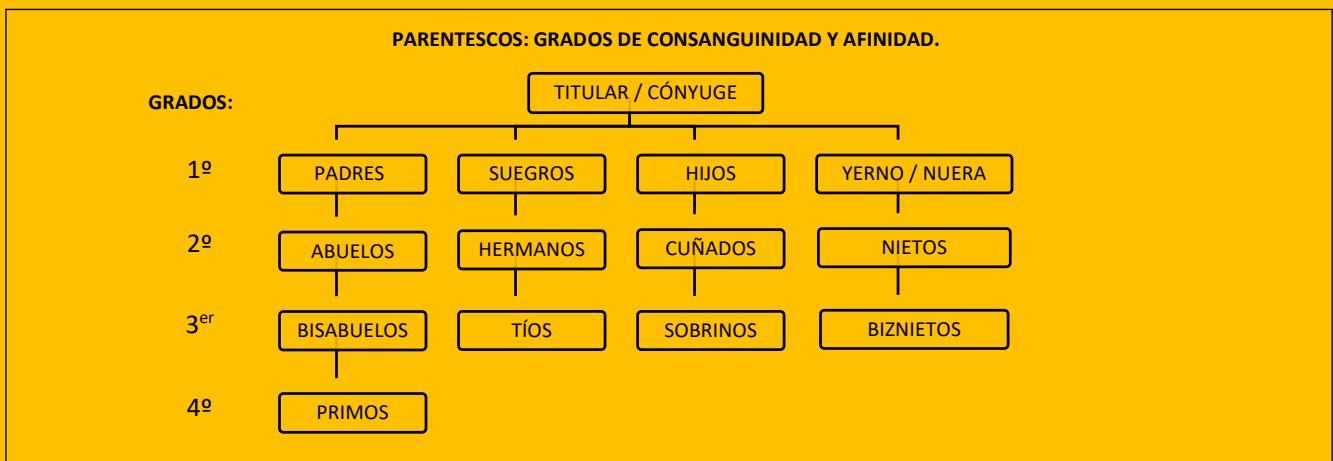 PARENTESCOS: GRADOS DE CONSANGUINIDAD Y AFINIDAD.
TITULAR / CÓNYUGE
GRADOS:
1º PADRES SUEGROS HIJOS YERNO / NUERA
2º ABUELOS HERMANOS CUÑADOS NIETOS
3er BISABUELOS TÍOS SOBRINOS BIZNIETOS
4º PRIMOS